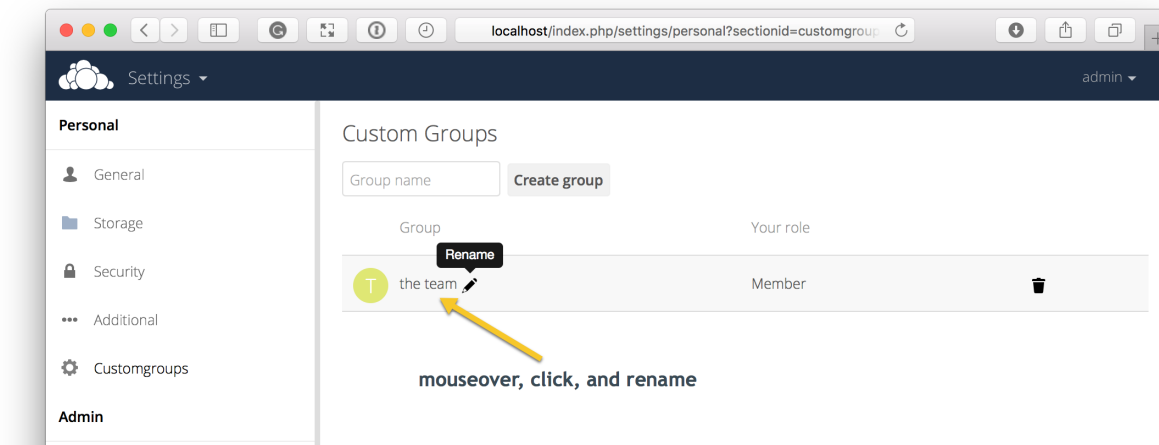 localhost/index.php/settings/personal?sectionid=customgroup
Settings
admin
Personal
General
Storage
Security
Additional
Customgroups
Admin
Custom Groups
Group name
Create group
Group
Your role
Rename
T
the team
Member
mouseover, click, and rename